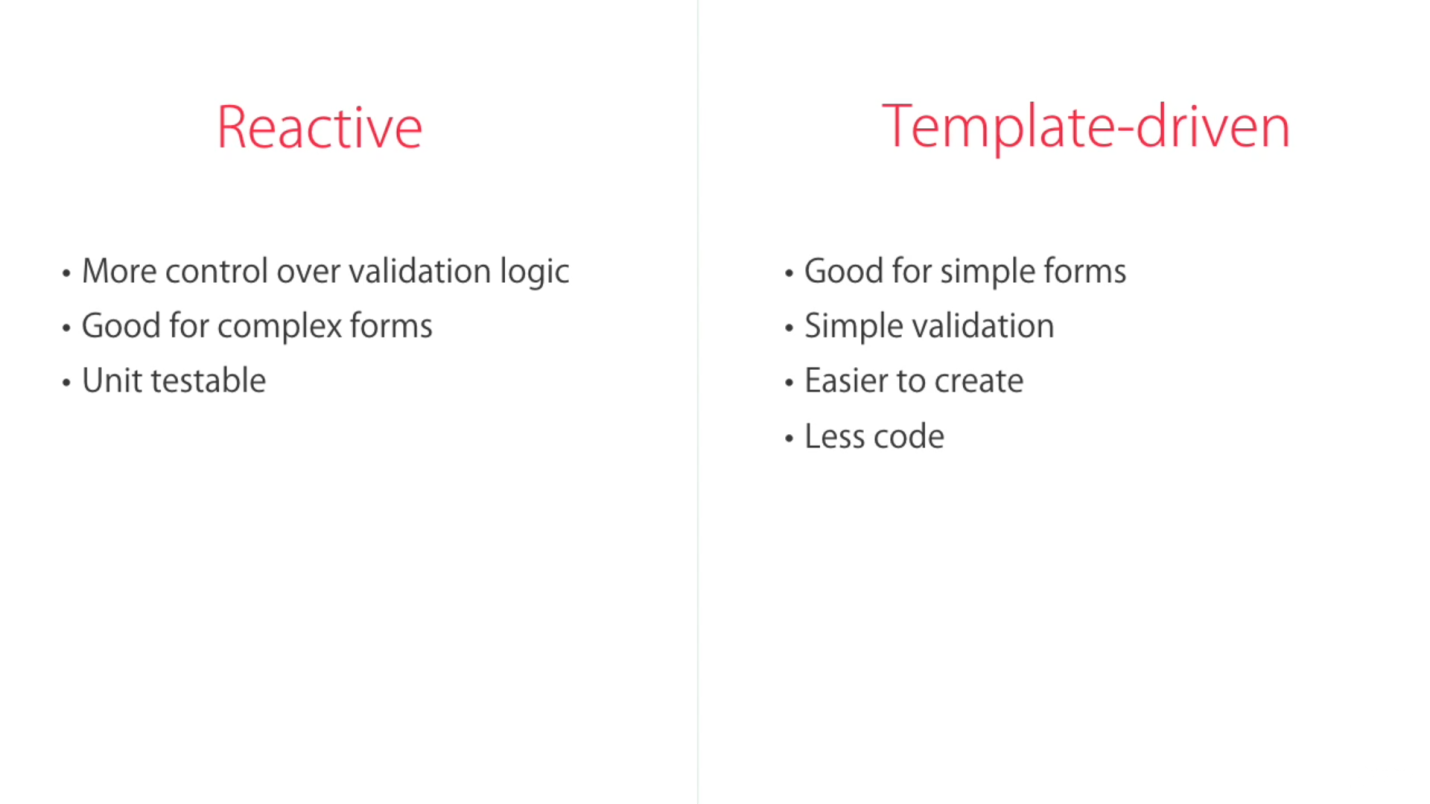 Reactive
• More control over validation logic
• Good for complex forms
• Unit testable
Template-driven
• Good for simple forms
• Simple validation
• Easier to create
• Less code